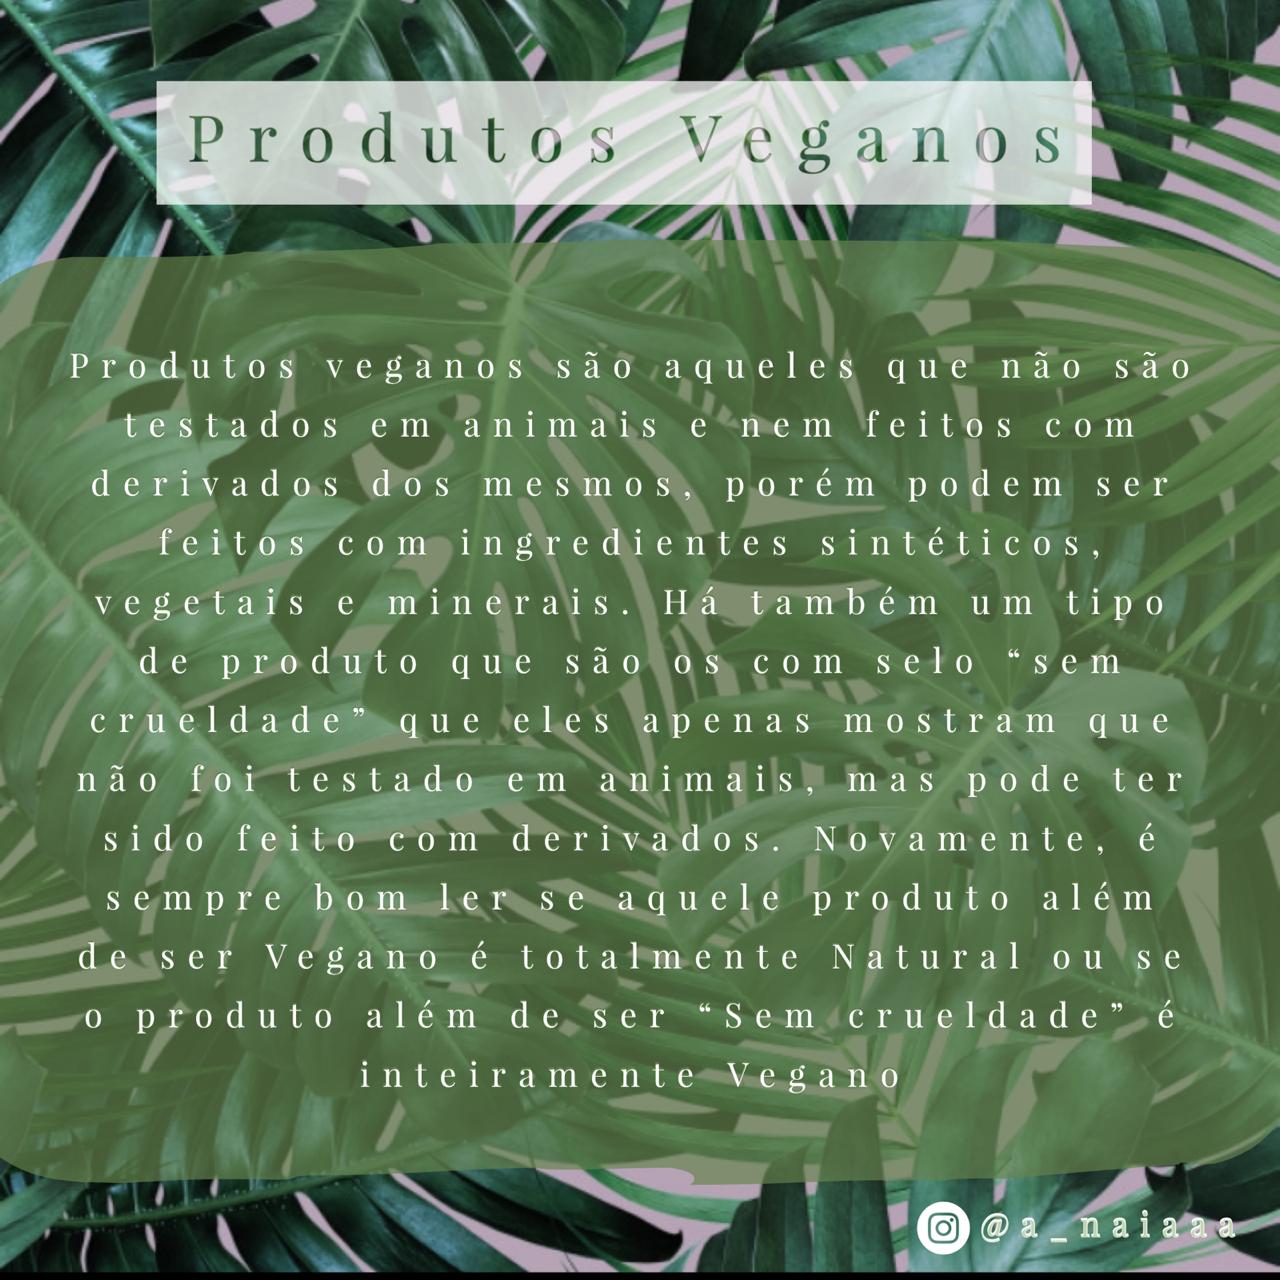 Produtos Veganos
Produtos veganos são aqueles que não são
testados em animais e nem feitos com
derivados dos mesmos, porém podem ser
feitos com ingredientes sintéticos,
vegetais e minerais. Há também um tipo
de produto que são os com selo “sem
crueldade” que eles apenas mostram que
não foi testado em animais, mas pode ter
sido feito com derivados. Novamente, é
sempre bom ler se aquele produto além
de ser Vegano é totalmente Natural ou se
o produto além de ser “Sem crueldade” é
inteiramente Vegano
@a_naiaaa